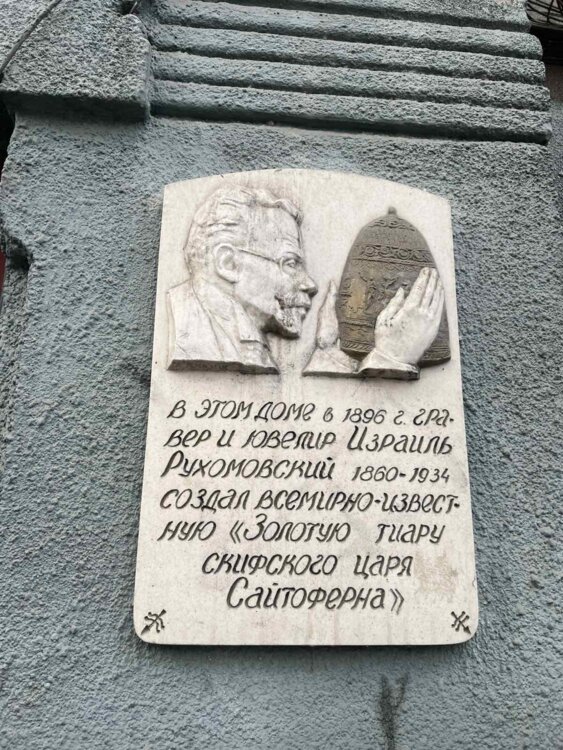 В ЭТОМ ДОМЕ в 1896 г. ГРА-
ВЕР И ЮВЕЛИР ИЗРАИЛЬ
РУХОМОВСКИЙ 1860-1934
СОЗДАЛ ВСЕМИРНО-ИЗВЕСТ-
НУЮ «ЗОЛОТУЮ ТИАРУ
СКИФСКОГО ЦАРЯ
САЙТОФЕРНА»